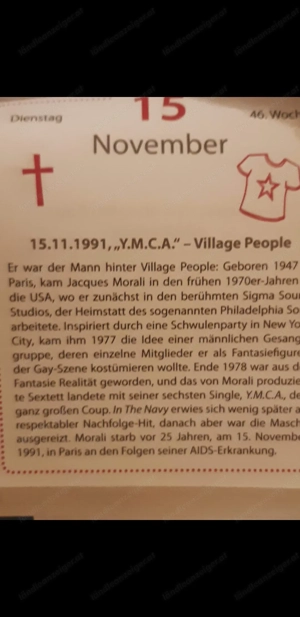 Dienstag
15
46. Woch
November
15.11.1991, „Y.M.C.A.“ – Village People
Er war der Mann hinter Village People: Geboren 1947
Paris, kam Jacques Morali in den frühen 1970er-Jahren
die USA, wo er zunächst in den berühmten Sigma Soun
Studios, der Heimstatt des sogenannten Philadelphia So
arbeitete. Inspiriert durch eine Schwulenparty in New Yo
City, kam ihm 1977 die Idee einer männlichen Gesang
gruppe, deren einzelne Mitglieder er als Fantasiefigure
der Gay-Szene kostümieren wollte. Ende 1978 war aus d
Fantasie Realität geworden, und das von Morali produzie
te Sextett landete mit seiner sechsten Single, Y.M.C.A., de
ganz großen Coup. In The Navy erwies sich wenig später a
respektabler Nachfolge-Hit, danach aber war die Masch
ausgereizt. Morali starb vor 25 Jahren, am 15. Novembe
1991, in Paris an den Folgen seiner AIDS-Erkrankung.